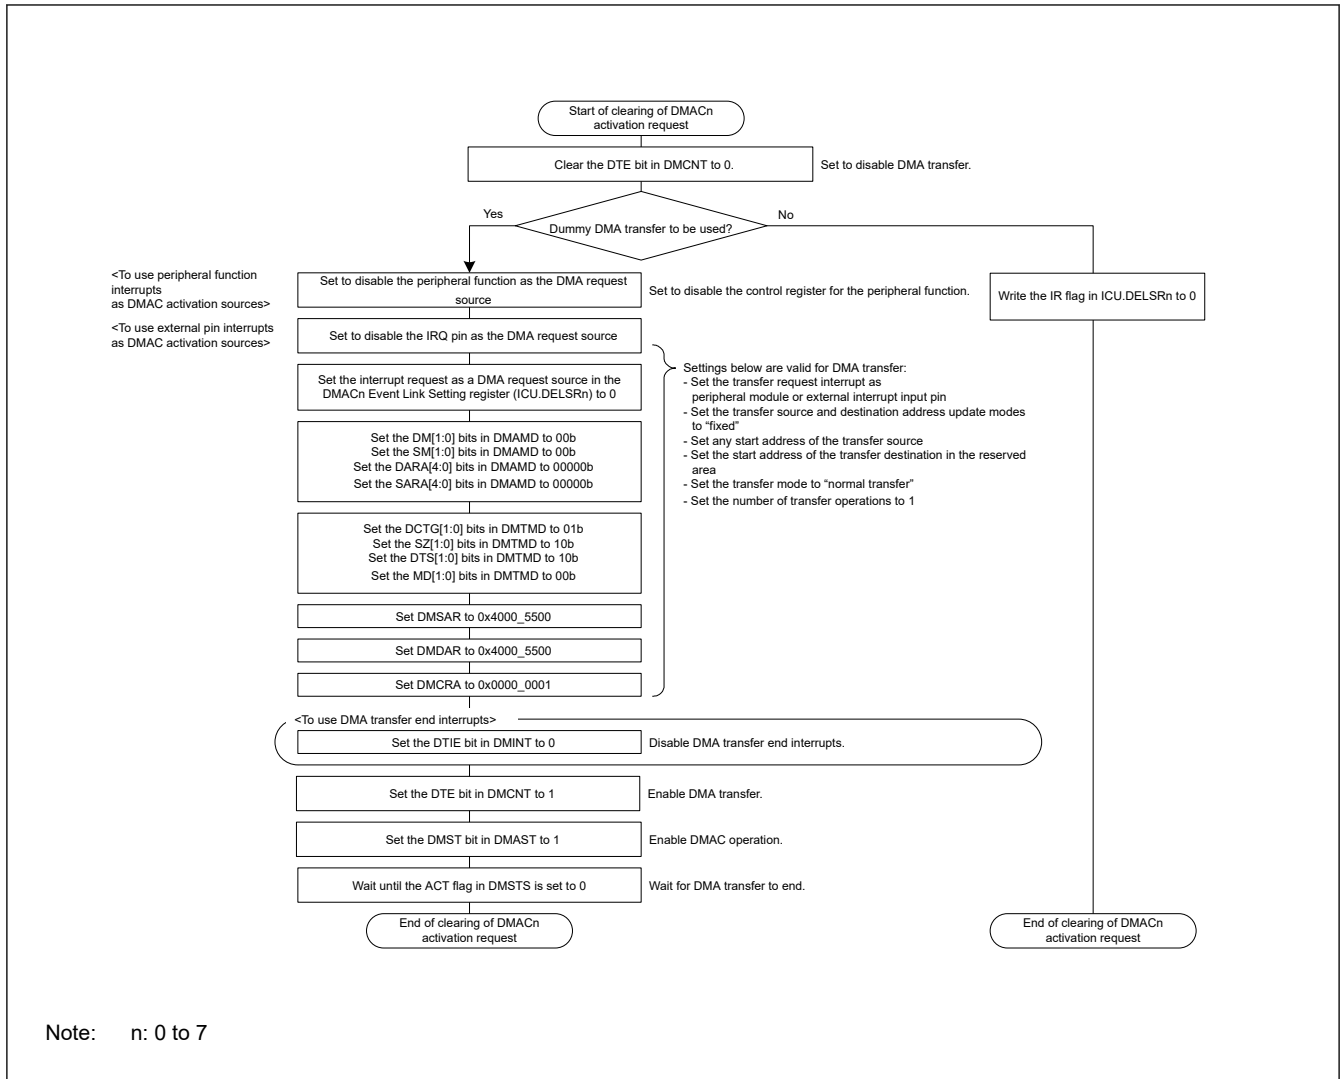 Start of clearing of DMACn
activation request
Clear the DTE bit in DMCNT to 0.
Set to disable DMA transfer.
Yes
No
Dummy DMA transfer to be used?
<To use peripheral function
interrupts
as DMAC activation sources>
Set to disable the peripheral function as the DMA request
source
Set to disable the control register for the peripheral function.
Write the IR flag in ICU.DELSRn to 0
<To use external pin interrupts
as DMAC activation sources>
Set to disable the IRQ pin as the DMA request source
Set the interrupt request as a DMA request source in the
DMACn Event Link Setting register (ICU.DELSRn) to 0
Settings below are valid for DMA transfer:
- Set the transfer request interrupt as
peripheral module or external interrupt input pin
- Set the transfer source and destination address update modes
to “fixed”
- Set any start address of the transfer source
- Set the start address of the transfer destination in the reserved
area
- Set the transfer mode to “normal transfer”
- Set the number of transfer operations to 1
Set the DM[1:0] bits in DMAMD to 00b
Set the SM[1:0] bits in DMAMD to 00b
Set the DARA[4:0] bits in DMAMD to 00000b
Set the SARA[4:0] bits in DMAMD to 00000b
Set the DCTG[1:0] bits in DMTMD to 01b
Set the SZ[1:0] bits in DMTMD to 10b
Set the DTS[1:0] bits in DMTMD to 10b
Set the MD[1:0] bits in DMTMD to 00b
Set DMSAR to 0x4000_5500
Set DMDAR to 0x4000_5500
Set DMCRA to 0x0000_0001
<To use DMA transfer end interrupts>
Set the DTIE bit in DMINT to 0
Disable DMA transfer end interrupts.
Set the DTE bit in DMCNT to 1
Enable DMA transfer.
Set the DMST bit in DMAST to 1
Enable DMAC operation.
Wait until the ACT flag in DMSTS is set to 0
Wait for DMA transfer to end.
End of clearing of DMACn
activation request
End of clearing of DMACn
activation request
Note: n: 0 to 7